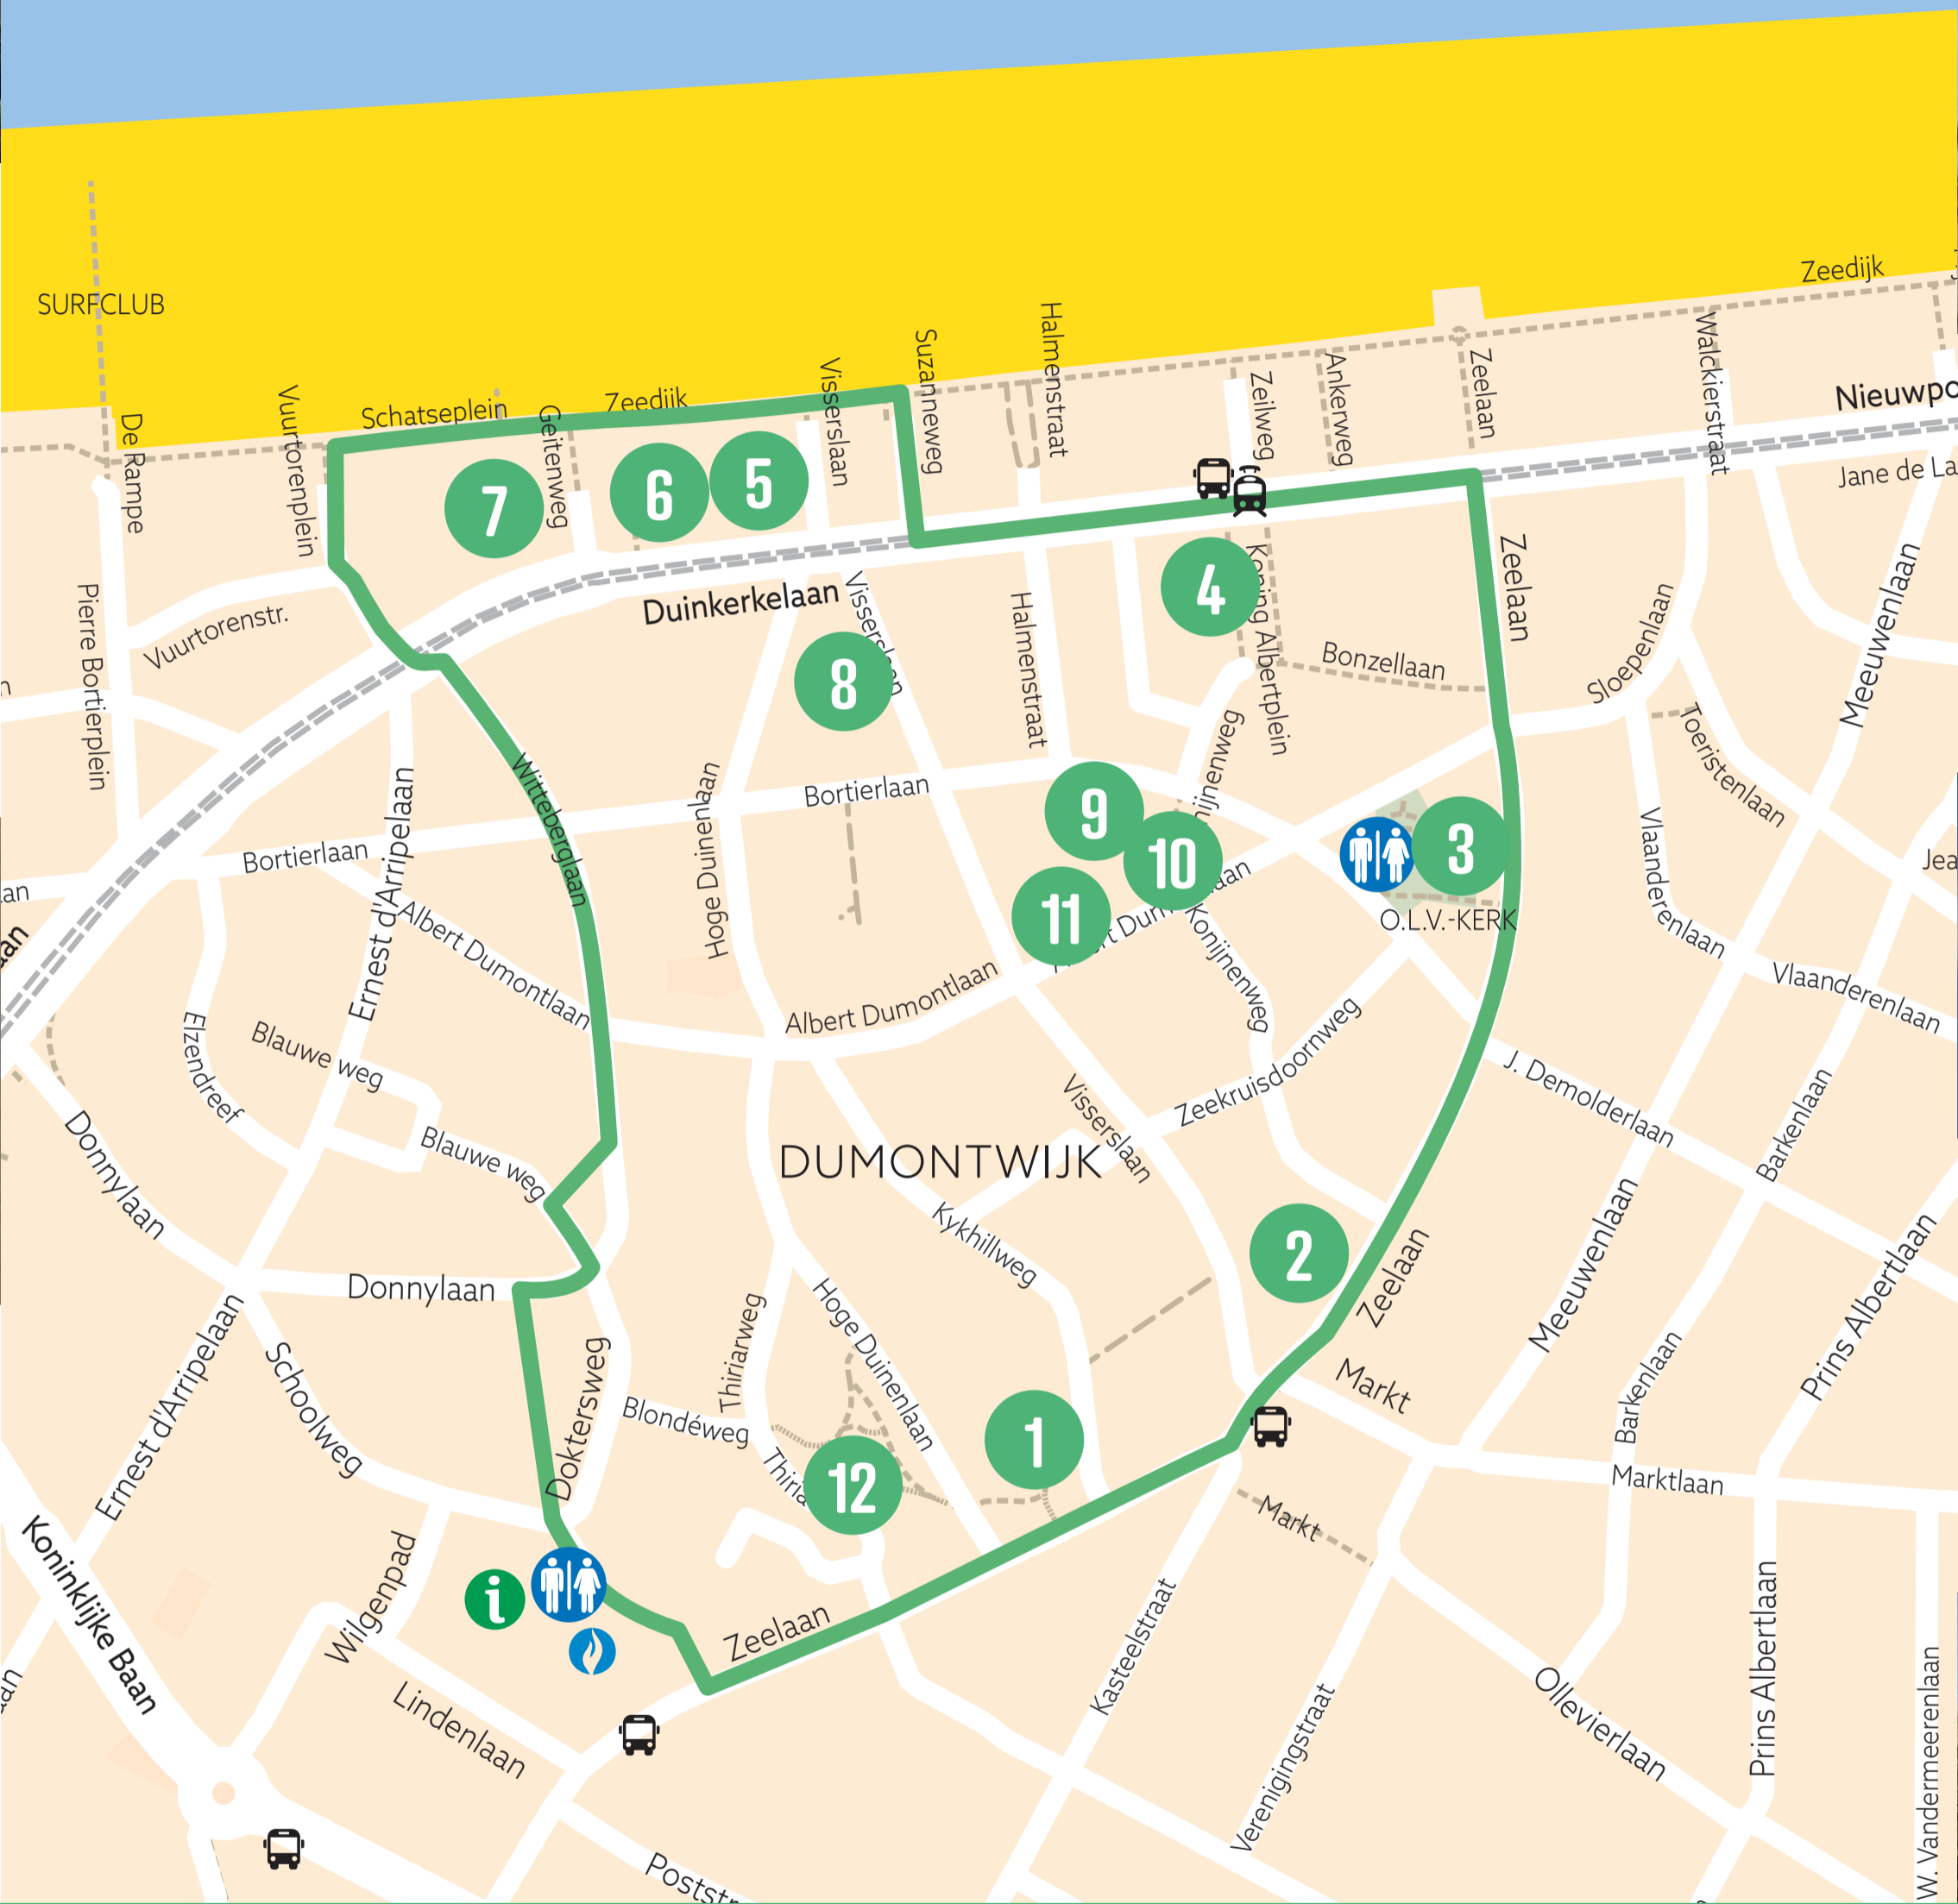 Zeedijk
SURFCLUB
Halmenstraat
Walckierstraat
Suzanneweg
Zeelaan
Ankerweg
Visserslaan
Zeilweg
Nieuwpo
Vuurtorenplein
Schatseplein
Zeedijk
Geitenweg
De Rampe
Jane de La
7
6
5
4
Zeelaan
Koning Albertplein
Duinkerkelaan
Visserslaan
Halmenstraat
Pierre Bortierplein
Vuurtorenstr.
Bonzellaan
Sloepenlaan
Meeuwenlaan
8
Toeristenlaan
Witteberglaan
Hoge Duinenlaan
Bortierlaan
9
10
11
3
Vlaanderenlaan
Bortierlaan
Ernest d'Arripelaan
Jea
O.L.V.-KERK
Albert Dumontlaan
Albert Dumontlaan
Konijnenweg
Vlaanderenlaan
Elzendreef
Blauwe weg
Zeekruisdoornweg
J. Demolderlaan
Visserslaan
Barkenlaan
Donnylaan
Blauwe weg
DUMONTWIJK
Kykhillweg
2
Zeelaan
Meeuwenlaan
Prins Albertlaan
Donnylaan
Hoge Duinenlaan
Thiriarweg
Ernest d'Arripelaan
Schoolweg
Doktersweg
Markt
Barkenlaan
Blondéweg
1
12
Marktlaan
Markt
Koninklijke Baan
Wilgenpad
i
Zeelaan
Kasteelstraat
Lindenlaan
Verenigingstraat
Ollevierlaan
Prins Albertlaan
W. Vandermeerenlaan
Poststr